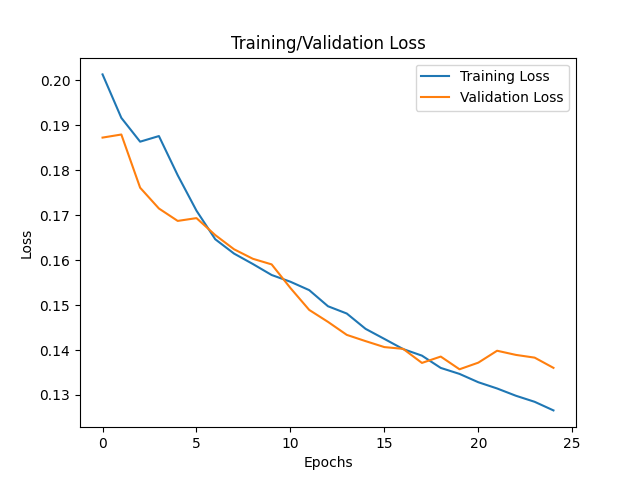 Training/Validation Loss
Training Loss
Validation Loss
Loss
0.20
0.19
0.18
0.17
0.16
0.15
0.14
0.13
0 5 10 15 20 25
Epochs